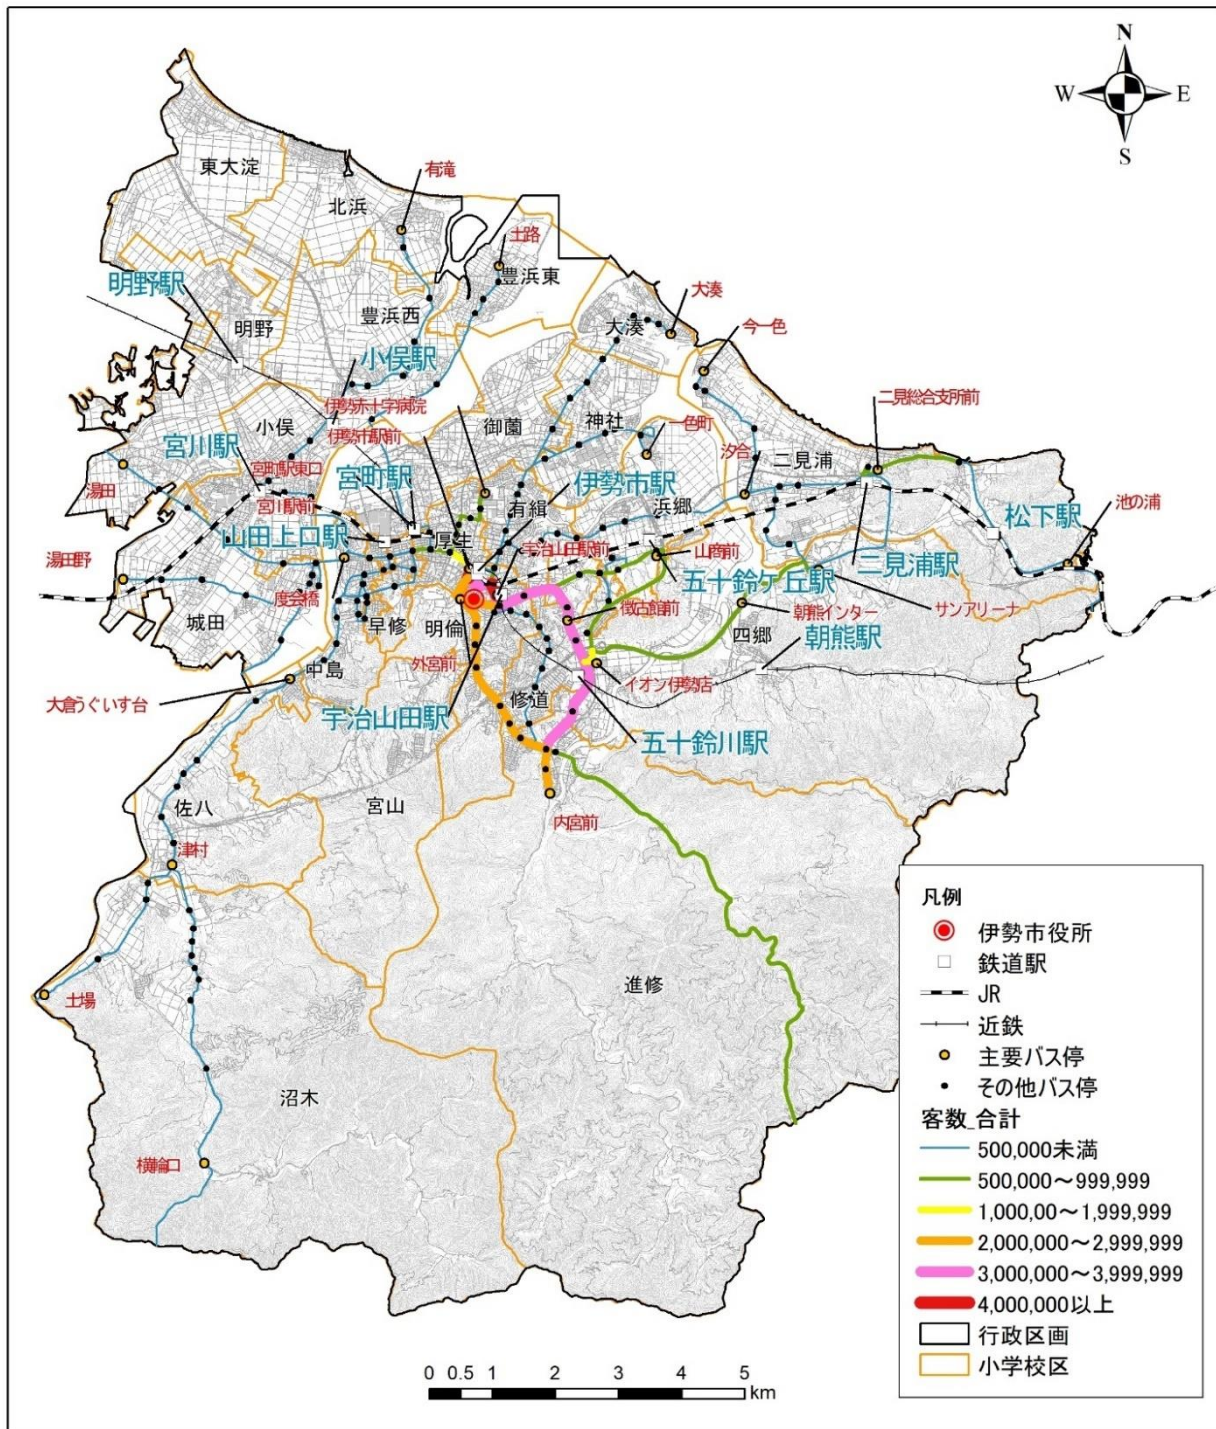 N
W
E
S
東大淀
有滝
北浜
土路
豊浜東
明野駅
大湊
豊浜西
明野
大湊
今一色
小俣駅
二見総合支所前
伊勢赤十字病院
小俣
御薗
神社
一色町
伊勢市駅前
宮川駅
汐合
二見浦
宮町駅東口
宮町駅
伊勢市駅
湯田
宮川駅前
有緝
浜郷
松下駅
池の浦
山田上口駅
厚生
宇治山田駅前
山商前
湯田野
五十鈴ケ丘駅
二見浦駅
度会橋
徴古館前
朝熊インター
サンアリーナ
城田
早修
明倫
四郷
朝熊駅
外宮前
中島
イオン伊勢店
大倉うぐいす台
修道
宇治山田駅
五十鈴川駅
佐八
宮山
内宮前
津村
進修
土場
沼木
横輪口
凡例
伊勢市役所
鉄道駅
JR
近鉄
主要バス停
その他バス停
客数_合計
500,000未満
500,000～999,999
1,000,00～1,999,999
2,000,000～2,999,999
3,000,000～3,999,999
4,000,000以上
行政区画
小学校区
0 0.5 1 2 3 4 5
km